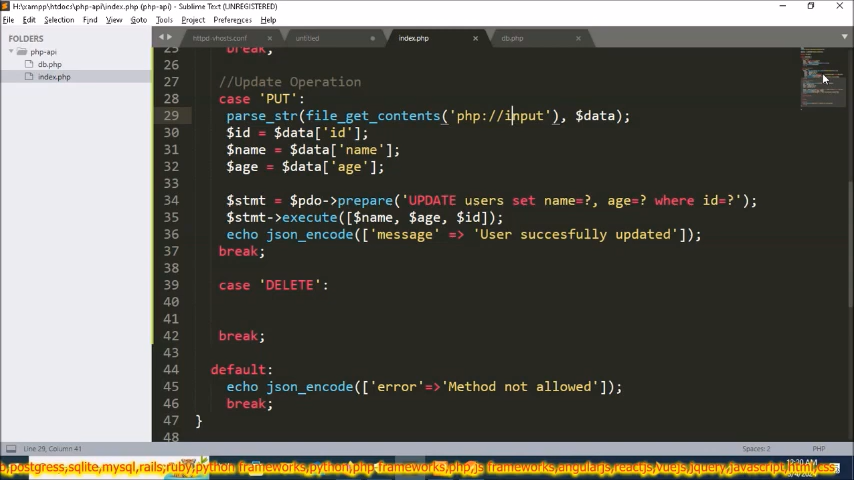 H:\xampp\htdocs\php-api\index.php (php-api) - Sublime Text (UNREGISTERED)
File Edit Selection Find View Goto Tools Project Preferences Help
FOLDERS
php-api
db.php
index.php
httpd-vhosts.conf untitled index.php db.php
25 break;
26
27 //Update Operation
28 case 'PUT':
29 parse_str(file_get_contents('php://input'), $data);
30 $id = $data['id'];
31 $name = $data['name'];
32 $age = $data['age'];
33
34 $stmt = $pdo->prepare('UPDATE users set name=?, age=? where id=?');
35 $stmt->execute([$name, $age, $id]);
36 echo json_encode(['message' => 'User succesfully updated']);
37 break;
38
39 case 'DELETE':
40
41
42 break;
43
44 default:
45 echo json_encode(['error'=>'Method not allowed']);
46 break;
47 }
48
Line 29, Column 41 Spaces: 2 PHP
,postgress,sqlite,mysql,rails;ruby,python frameworks,python,php-frameworks,php,js frameworks,angularjs,reactjs,vuejs,jquery,javascript,html,css